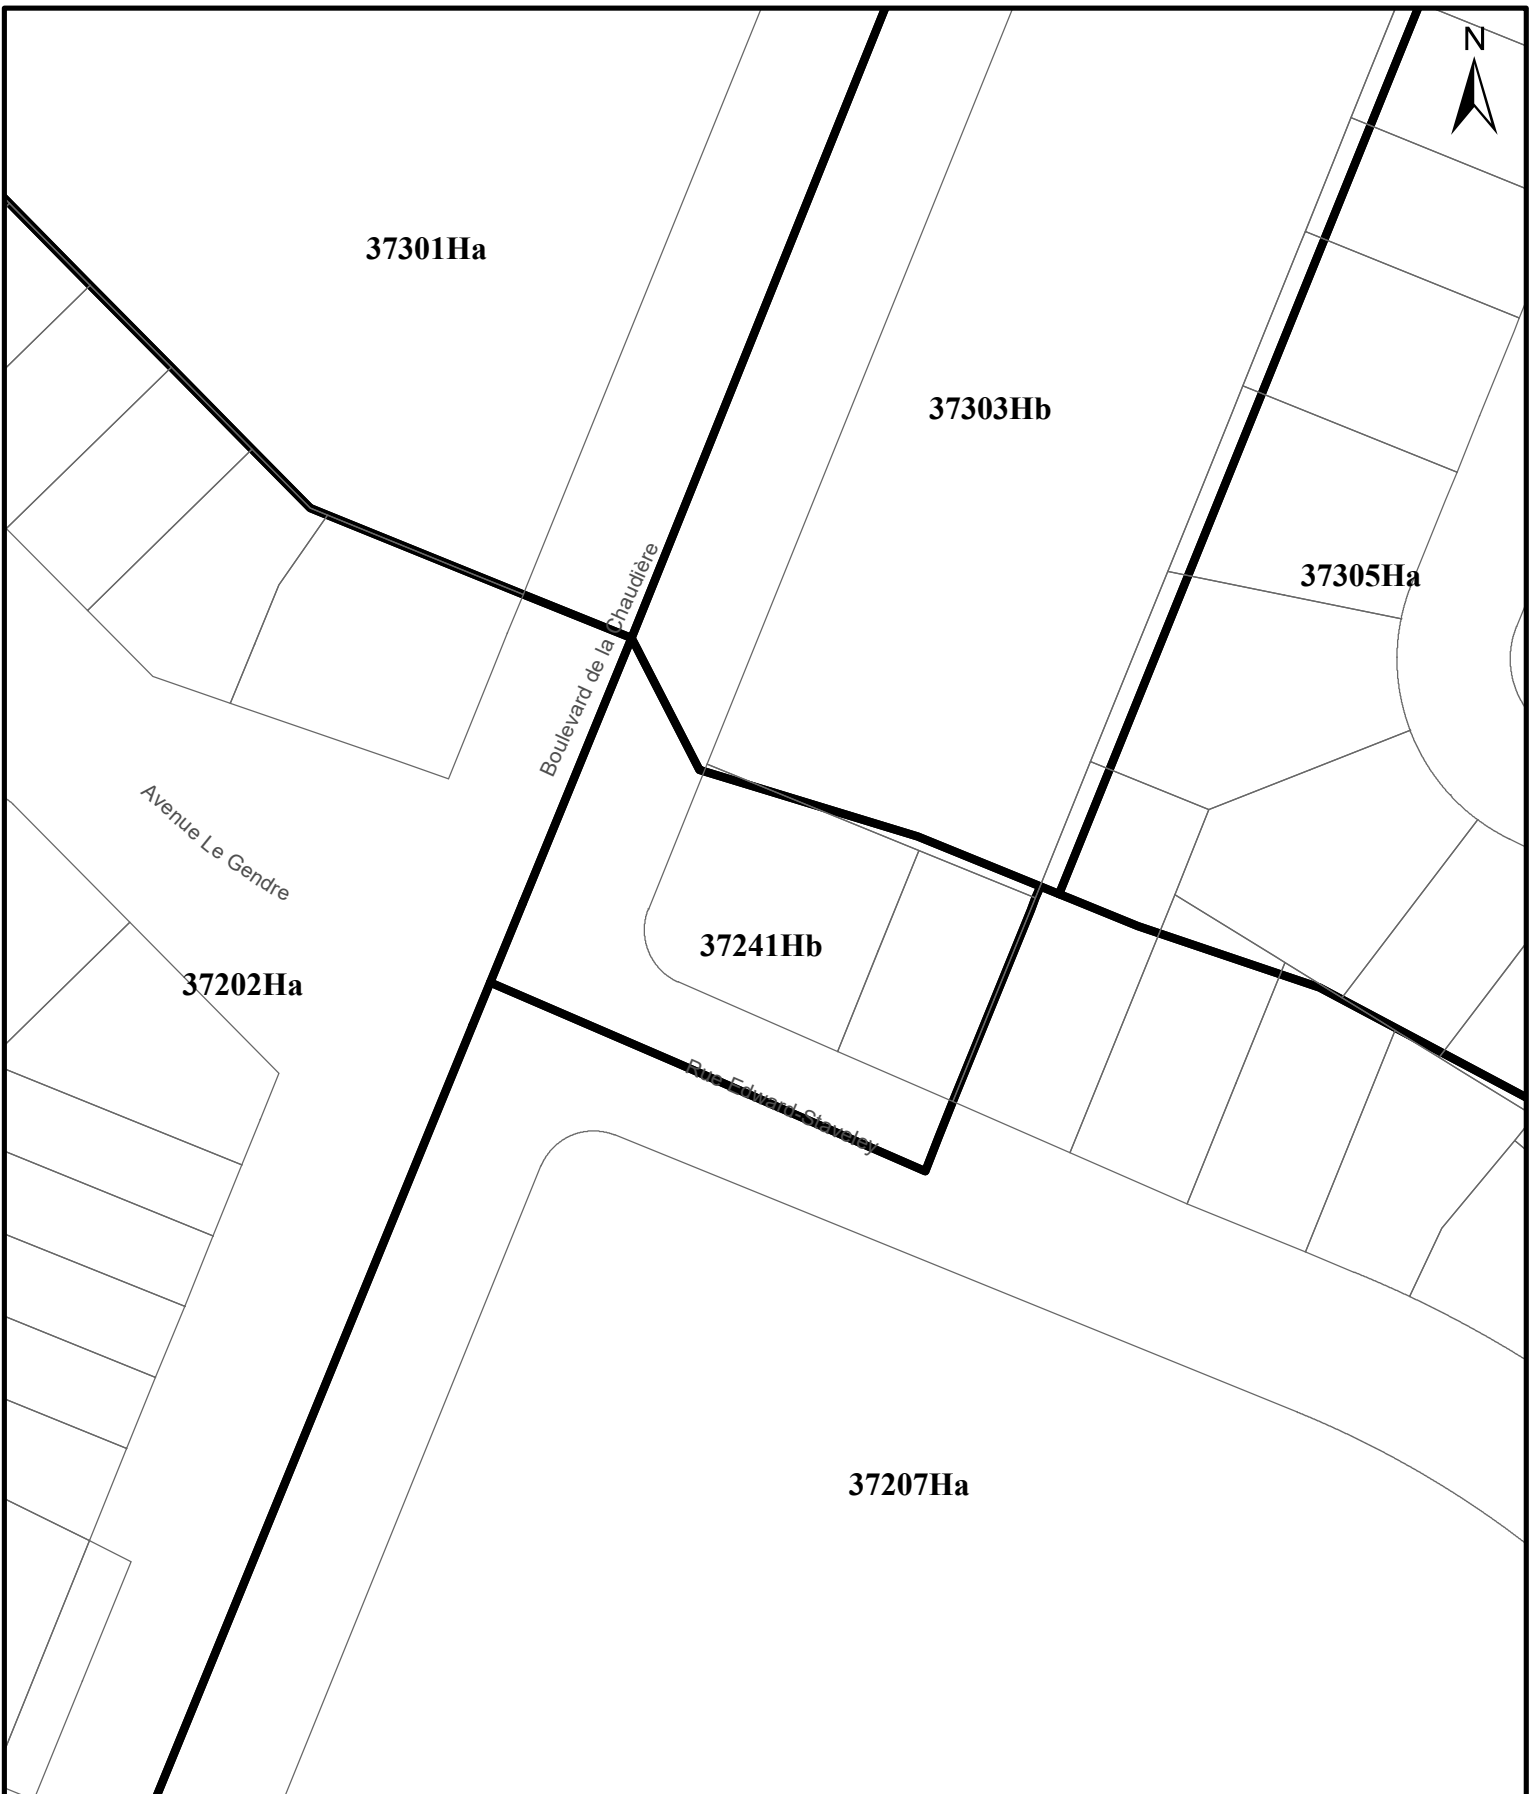 N
37301Ha
37303Hb
37305Ha
Boulevard de la Chaudière
Avenue Le Gendre
37241Hb
37202Ha
Rue Edward-Staveley
37207Ha